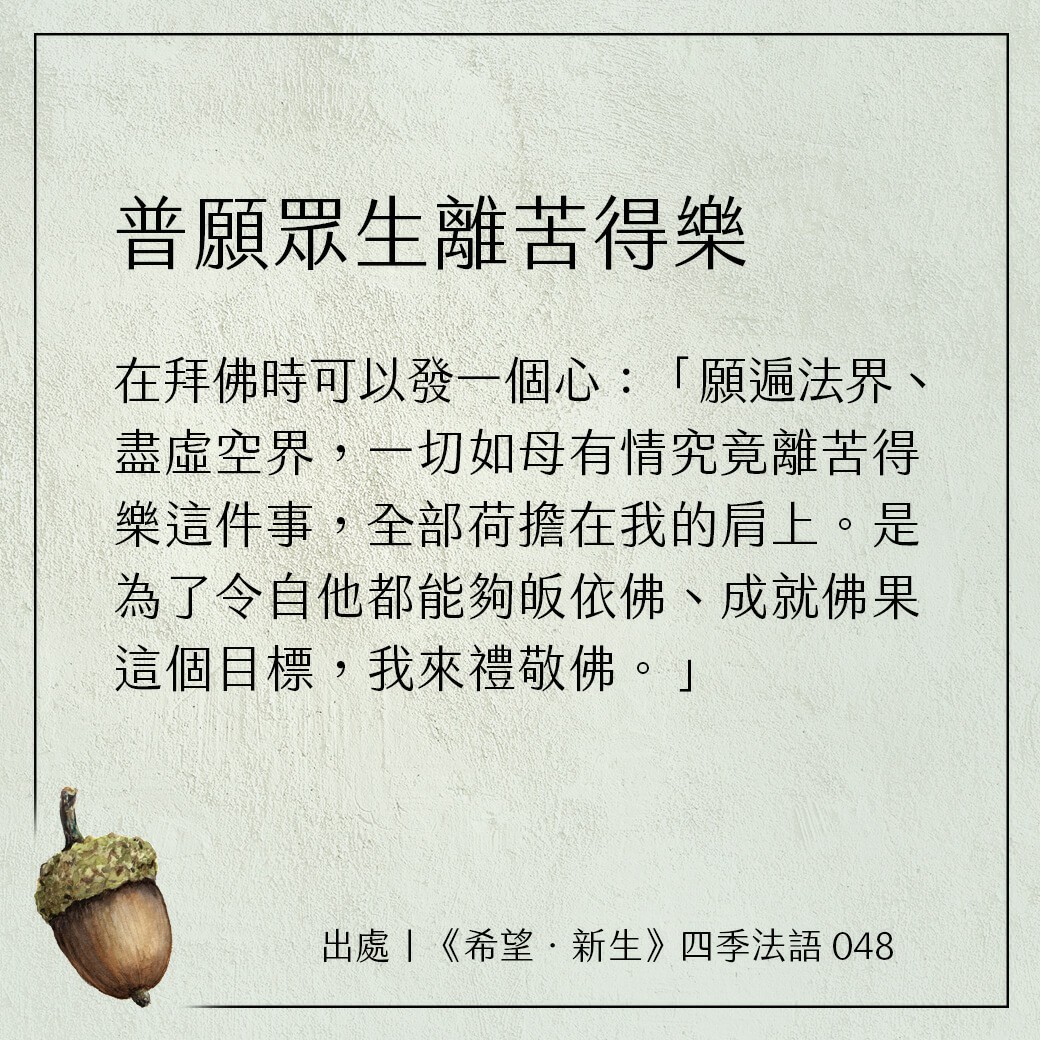 普願眾生離苦得樂
在拜佛時可以發一個心：「願遍法界、
盡虛空界，一切如母有情究竟離苦得
樂這件事，全部荷擔在我的肩上。是
為了令自他都能夠皈依佛、成就佛果
這個目標，我來禮敬佛。」
出處｜《希望．新生》四季法語 048